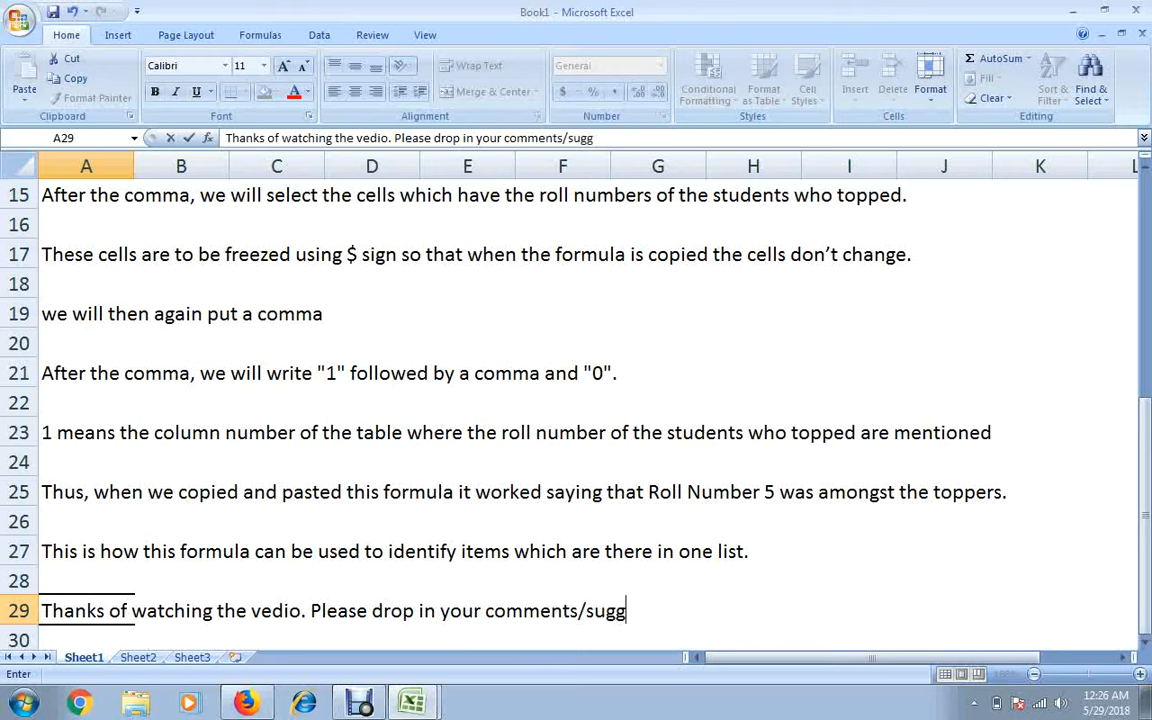 Book1 - Microsoft Excel
Home Insert Page Layout Formulas Data Review View
Paste Cut Copy Format Painter Clipboard
Calibri 11 A A B I U A Font
Wrap Text Merge & Center Alignment
General $ % , Number
Conditional Formatting Format as Table Cell Styles Styles
Insert Delete Format Cells
Σ AutoSum Fill Clear Sort & Filter Find & Select Editing
A29 fx Thanks of watching the vedio. Please drop in your comments/sugg
A B C D E F G H I J K L
15 After the comma, we will select the cells which have the roll numbers of the students who topped.
16
17 These cells are to be freezed using $ sign so that when the formula is copied the cells don’t change.
18
19 we will then again put a comma
20
21 After the comma, we will write "1" followed by a comma and "0".
22
23 1 means the column number of the table where the roll number of the students who topped are mentioned
24
25 Thus, when we copied and pasted this formula it worked saying that Roll Number 5 was amongst the toppers.
26
27 This is how this formula can be used to identify items which are there in one list.
28
29 Thanks of watching the vedio. Please drop in your comments/sugg
30
Sheet1 Sheet2 Sheet3
Enter
12:26 AM
5/29/2018